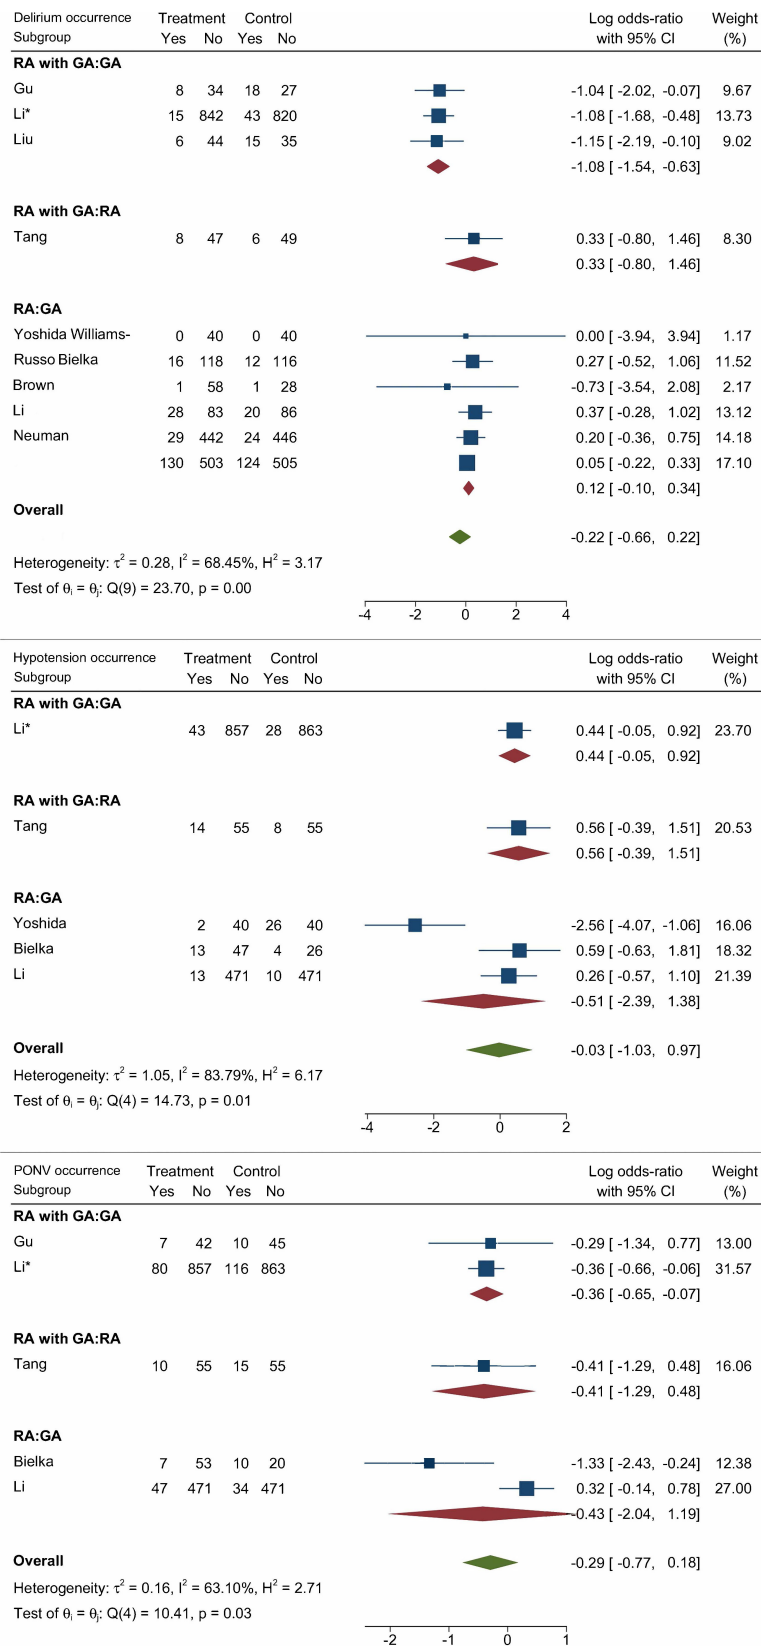 Delirium occurrence Treatment Control Log odds-ratio Weight
Subgroup Yes No Yes No with 95% CI (%)
RA with GA:GA
Gu 8 34 18 27 -1.04 [ -2.02, -0.07] 9.67
Li* 15 842 43 820 -1.08 [ -1.68, -0.48] 13.73
Liu 6 44 15 35 -1.15 [ -2.19, -0.10] 9.02
-1.08 [ -1.54, -0.63]
RA with GA:RA
Tang 8 47 6 49 0.33 [ -0.80, 1.46] 8.30
0.33 [ -0.80, 1.46]
RA:GA
Yoshida Williams- 0 40 0 40 0.00 [ -3.94, 3.94] 1.17
Russo Bielka 16 118 12 116 0.27 [ -0.52, 1.06] 11.52
Brown 1 58 1 28 -0.73 [ -3.54, 2.08] 2.17
Li 28 83 20 86 0.37 [ -0.28, 1.02] 13.12
Neuman 29 442 24 446 0.20 [ -0.36, 0.75] 14.18
130 503 124 505 0.05 [ -0.22, 0.33] 17.10
0.12 [ -0.10, 0.34]
Overall
-0.22 [ -0.66, 0.22]
Heterogeneity: τ² = 0.28, I² = 68.45%, H² = 3.17
Test of θi = θj: Q(9) = 23.70, p = 0.00
-4 -2 0 2 4
Hypotension occurrence Treatment Control Log odds-ratio Weight
Subgroup Yes No Yes No with 95% CI (%)
RA with GA:GA
Li* 43 857 28 863 0.44 [ -0.05, 0.92] 23.70
0.44 [ -0.05, 0.92]
RA with GA:RA
Tang 14 55 8 55 0.56 [ -0.39, 1.51] 20.53
0.56 [ -0.39, 1.51]
RA:GA
Yoshida 2 40 26 40 -2.56 [ -4.07, -1.06] 16.06
Bielka 13 47 4 26 0.59 [ -0.63, 1.81] 18.32
Li 13 471 10 471 0.26 [ -0.57, 1.10] 21.39
-0.51 [ -2.39, 1.38]
Overall -0.03 [ -1.03, 0.97]
Heterogeneity: τ² = 1.05, I² = 83.79%, H² = 6.17
Test of θi = θj: Q(4) = 14.73, p = 0.01
-4 -2 0 2
PONV occurrence Treatment Control Log odds-ratio Weight
Subgroup Yes No Yes No with 95% CI (%)
RA with GA:GA
Gu 7 42 10 45 -0.29 [ -1.34, 0.77] 13.00
Li* 80 857 116 863 -0.36 [ -0.66, -0.06] 31.57
-0.36 [ -0.65, -0.07]
RA with GA:RA
Tang 10 55 15 55 -0.41 [ -1.29, 0.48] 16.06
-0.41 [ -1.29, 0.48]
RA:GA
Bielka 7 53 10 20 -1.33 [ -2.43, -0.24] 12.38
Li 47 471 34 471 0.32 [ -0.14, 0.78] 27.00
-0.43 [ -2.04, 1.19]
Overall -0.29 [ -0.77, 0.18]
Heterogeneity: τ² = 0.16, I² = 63.10%, H² = 2.71
Test of θi = θj: Q(4) = 10.41, p = 0.03
-2 -1 0 1